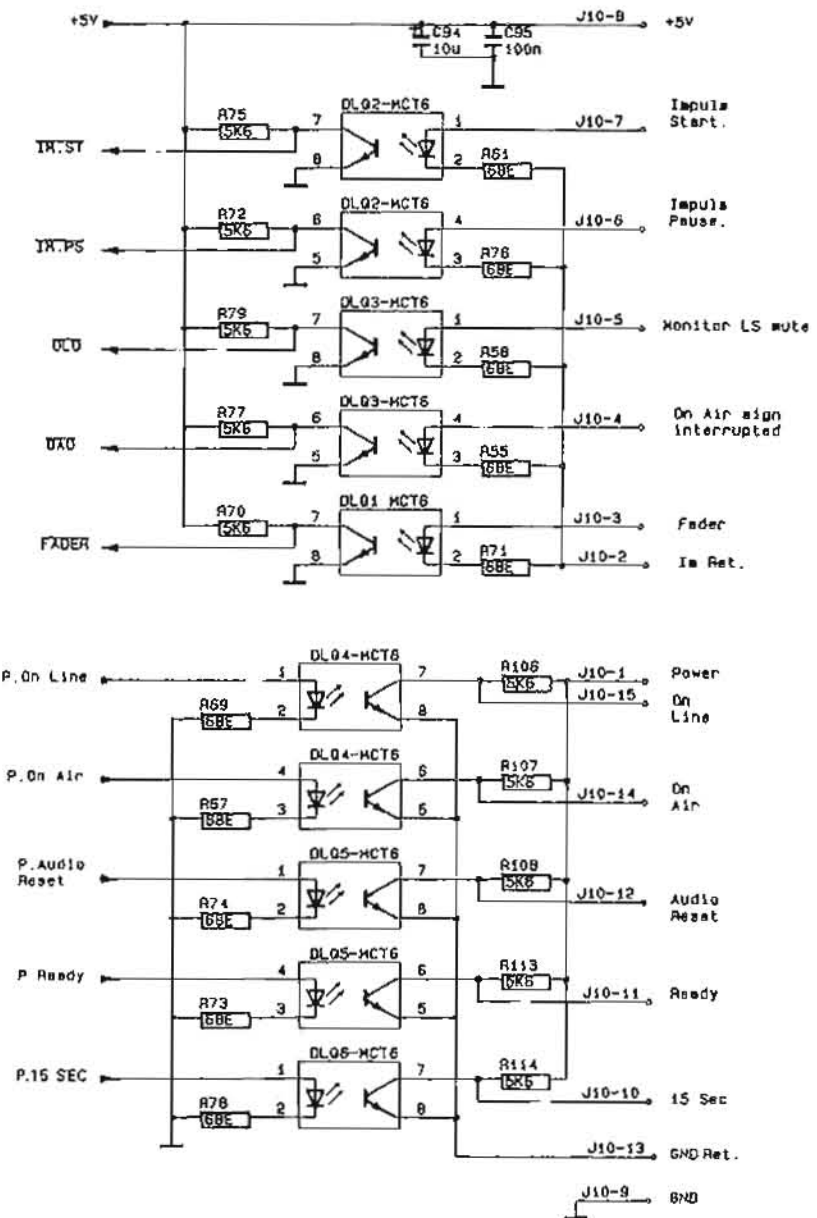 +5V
J10-8
+5V
C94
10u
C95
100n
R75
5K6
DLQ2-MCT6
7
8
1
2
J10-7
Impuls
Start.
IM.ST
R61
68E
R72
5K6
DLQ2-MCT6
6
5
4
3
J10-6
Impuls
Pause.
IM.PS
R76
68E
R79
5K6
DLQ3-MCT6
7
8
1
2
J10-5
Monitor LS mute
OLO
R58
68E
R77
5K6
DLQ3-MCT6
6
5
4
3
J10-4
On Air sign
interrupted
OAO
R55
68E
R70
5K6
DLQ1 MCT6
7
8
1
2
J10-3
Fader
FADER
R71
68E
J10-2
Im Ret.
P.On Line
DLQ4-MCT6
1
2
7
8
R106
5K6
J10-1
Power
J10-15
On
Line
R69
68E
P.On Air
DLQ4-MCT6
4
3
6
5
R107
5K6
J10-14
On
Air
R57
68E
P.Audio
Reset
DLQ5-MCT6
1
2
7
8
R108
5K6
J10-12
Audio
Reset
R74
68E
P Ready
DLQ5-MCT6
4
3
6
5
R113
5K6
J10-11
Ready
R73
68E
P.15 SEC
DLQ6-MCT6
1
2
7
8
R114
5K6
J10-10
15 Sec
R78
68E
J10-13
GND Ret.
J10-9
GND